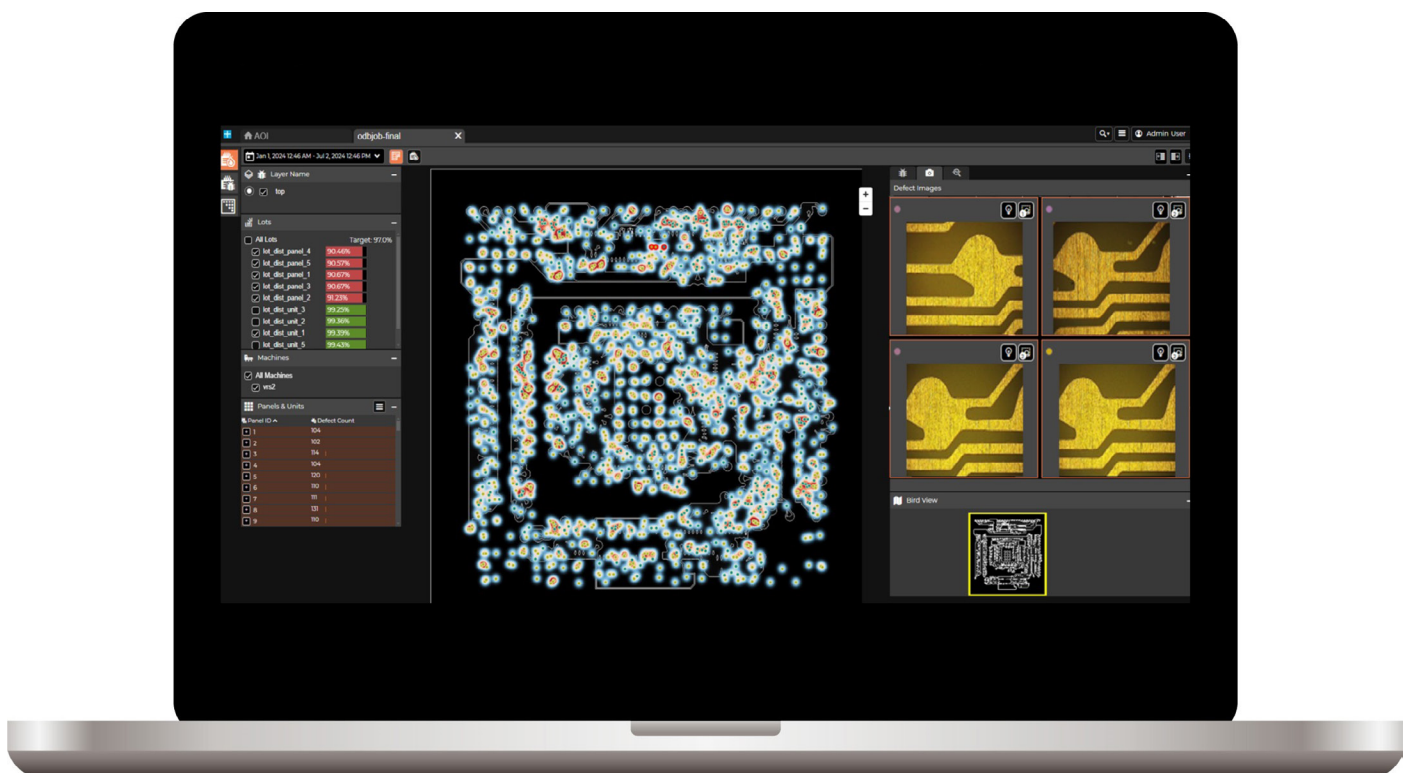 AOI
odbjob-final
Admin User
Jan 1, 2024 12:46 AM - Jul 2, 2024 12:46 PM
Layer Name
top
Lots
All Lots Target: 97.0%
lot_dist_panel_4 90.46%
lot_dist_panel_5 90.57%
lot_dist_panel_1 90.67%
lot_dist_panel_3 90.67%
lot_dist_panel_2 91.23%
lot_dist_unit_3 99.25%
lot_dist_unit_2 99.36%
lot_dist_unit_1 99.39%
lot_dist_unit_5 99.43%
Machines
All Machines
vrs2
Panels & Units
Panel ID Defect Count
1 104
2 102
3 114
4 104
5 120
6 110
7 111
8 131
9 110
Defect Images
Bird View